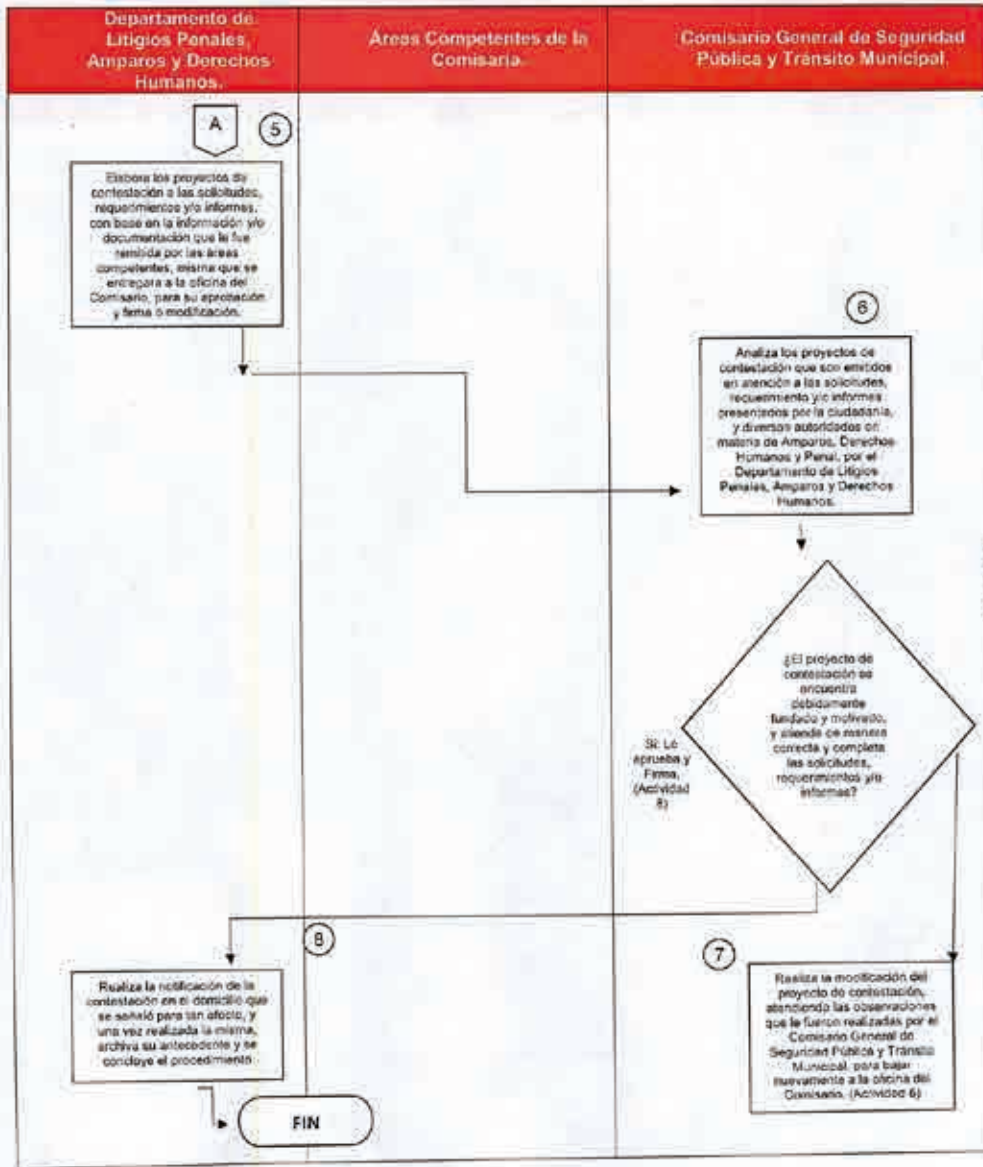 Departamento de
Litigios Penales,
Amparos y Derechos
Humanos.
Áreas Competentes de la
Comisaría.
Comisario General de Seguridad
Pública y Tránsito Municipal.
A
5
Elabora los proyectos de
contestación a las solicitudes,
requerimientos y/o informes,
con base en la información y/o
documentación que le fue
remitida por las áreas
competentes, misma que se
entregara a la oficina del
Comisario, para su aprobación
y firma o modificación.
6
Analiza los proyectos de
contestación que son emitidos
en atención a las solicitudes,
requerimiento y/o informes
presentados por la ciudadanía,
y diversas autoridades en
materia de Amparos, Derechos
Humanos y Penal, por el
Departamento de Litigios
Penales, Amparos y Derechos
Humanos.
¿El proyecto de
contestación se
encuentra
debidamente
fundado y motivado,
y atiende de manera
correcta y completa
las solicitudes,
requerimientos y/o
informes?
Si: Lo
aprueba y
Firma,
(Actividad
8)
8
Realiza la notificación de la
contestación en el domicilio que
se señaló para tan efecto, y
una vez realizada la misma,
archiva su antecedente y se
concluye el procedimiento
FIN
7
Realiza la modificación del
proyecto de contestación,
atendiendo las observaciones
que le fueron realizadas por el
Comisario General de
Seguridad Pública y Tránsito
Municipal, para bajar
nuevamente a la oficina del
Comisario. (Actividad 6)